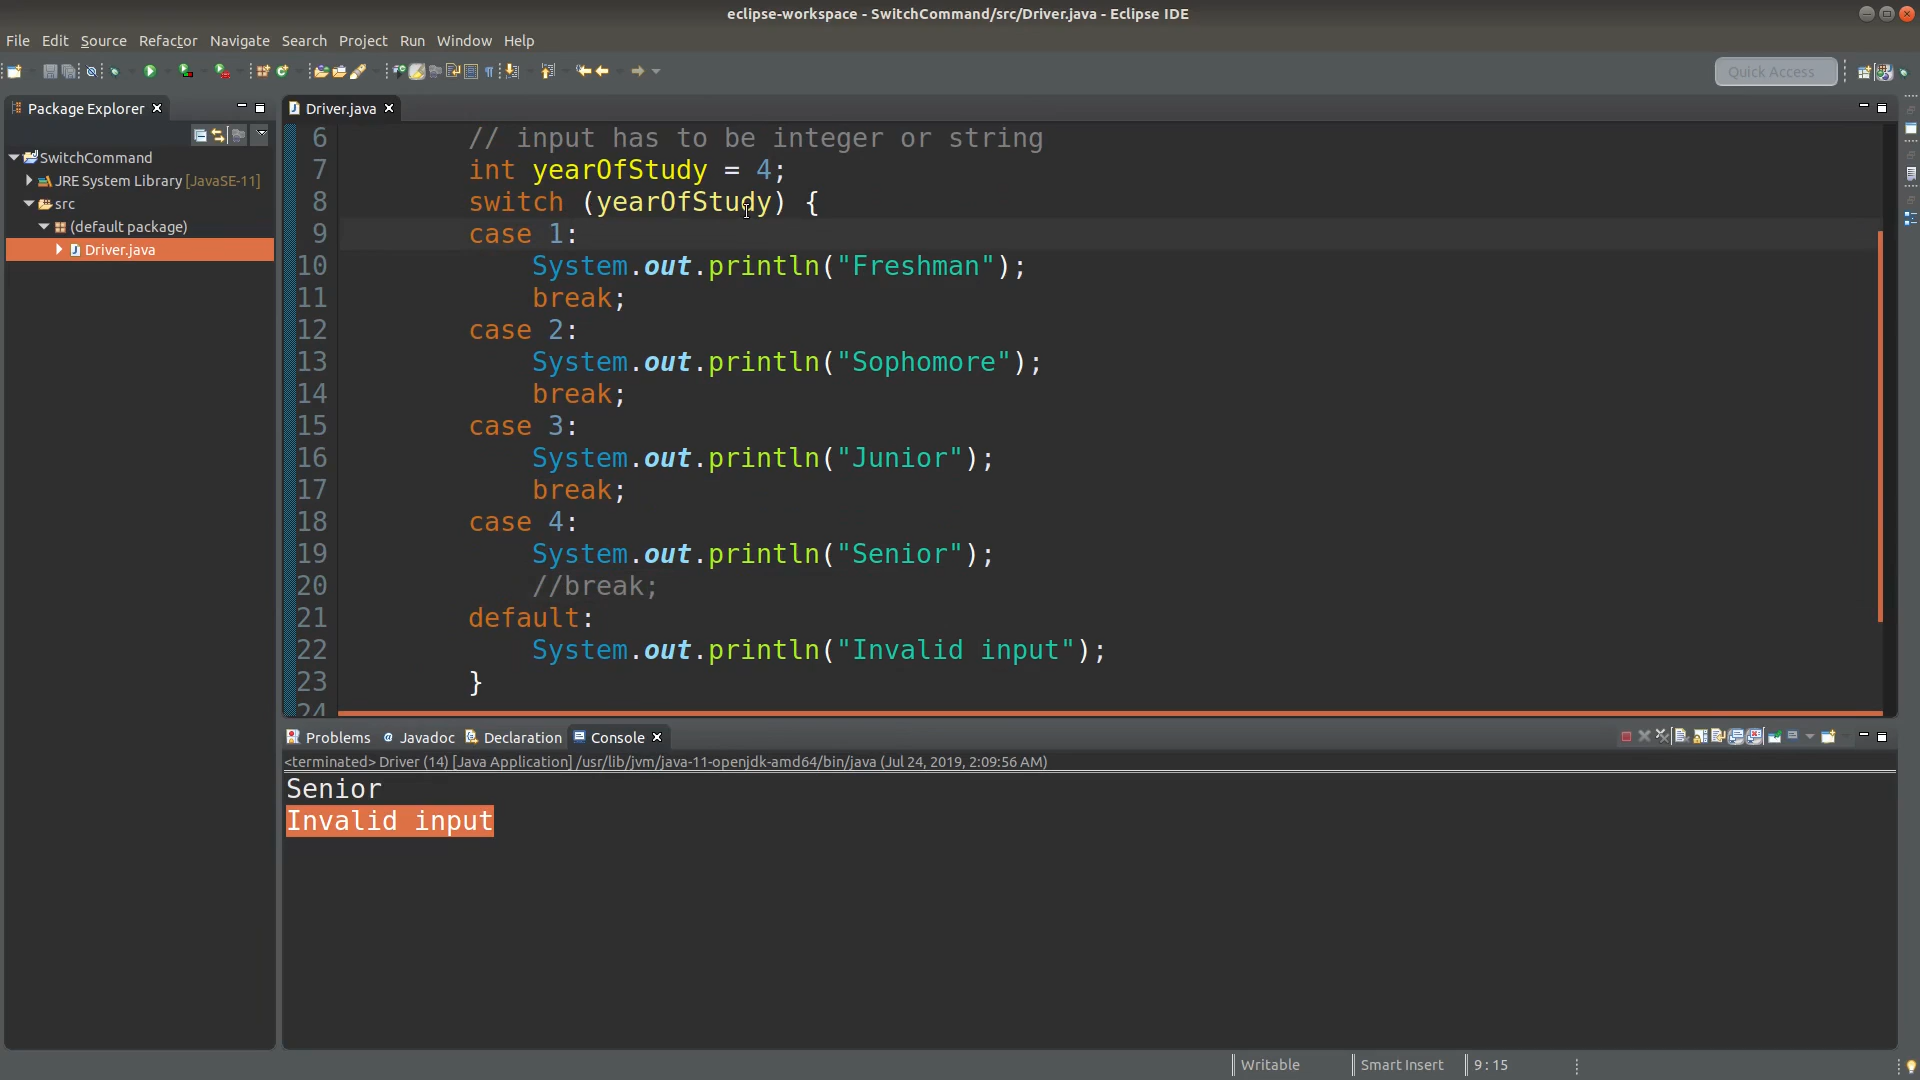 eclipse-workspace - SwitchCommand/src/Driver.java - Eclipse IDE
File Edit Source Refactor Navigate Search Project Run Window Help
Quick Access
Package Explorer
Driver.java
SwitchCommand
JRE System Library [JavaSE-11]
src
(default package)
Driver.java
6 // input has to be integer or string
7 int yearOfStudy = 4;
8 switch (yearOfStudy) {
9 case 1:
10 System.out.println("Freshman");
11 break;
12 case 2:
13 System.out.println("Sophomore");
14 break;
15 case 3:
16 System.out.println("Junior");
17 break;
18 case 4:
19 System.out.println("Senior");
20 //break;
21 default:
22 System.out.println("Invalid input");
23 }
24
Problems Javadoc Declaration Console
<terminated> Driver (14) [Java Application] /usr/lib/jvm/java-11-openjdk-amd64/bin/java (Jul 24, 2019, 2:09:56 AM)
Senior
Invalid input
Writable Smart Insert 9 : 15